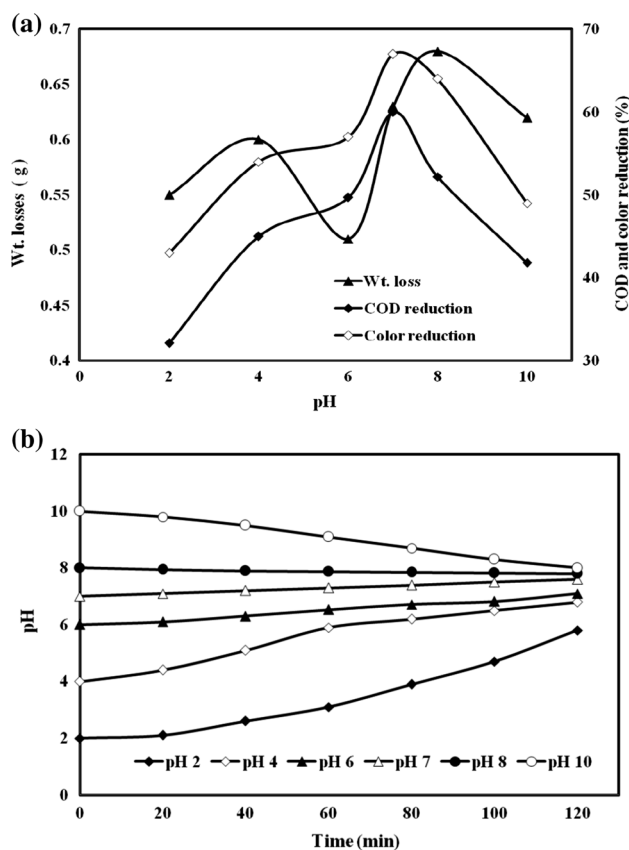 (a)
0.7
0.65
0.6
0.55
0.5
0.45
0.4
Wt. losses ( g )
70
60
50
40
30
COD and color reduction (%)
Wt. loss
COD reduction
Color reduction
0 2 4 6 8 10
pH
(b)
12
10
8
6
4
2
0
pH
pH 2 pH 4 pH 6 pH 7 pH 8 pH 10
0 20 40 60 80 100 120
Time (min)